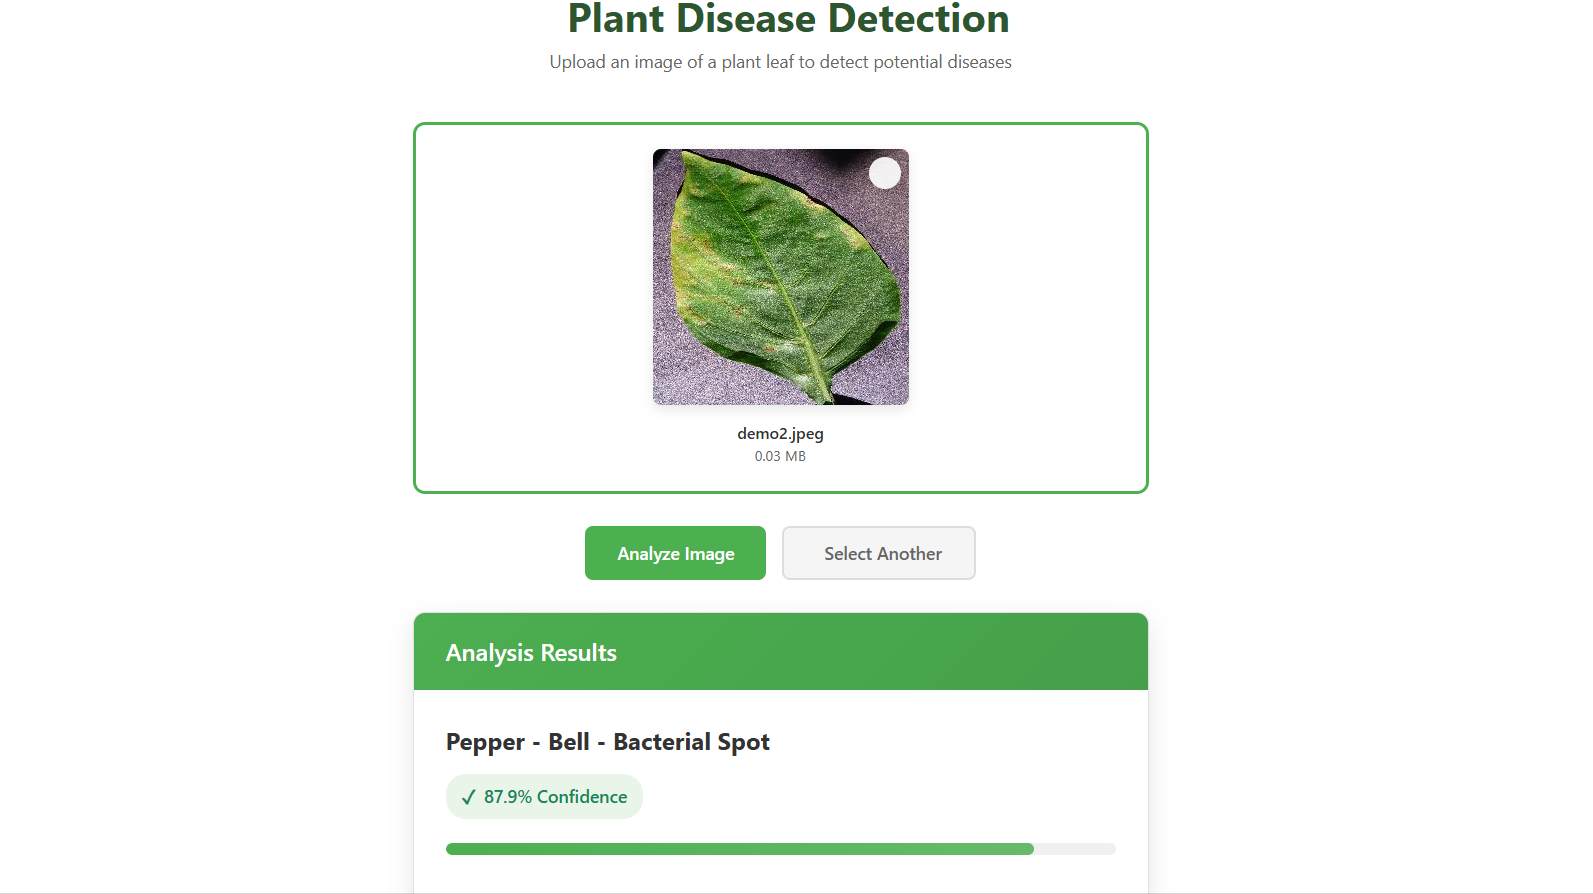 Plant Disease Detection
Upload an image of a plant leaf to detect potential diseases
demo2.jpeg
0.03 MB
Analyze Image
Select Another
Analysis Results
Pepper - Bell - Bacterial Spot
✓ 87.9% Confidence